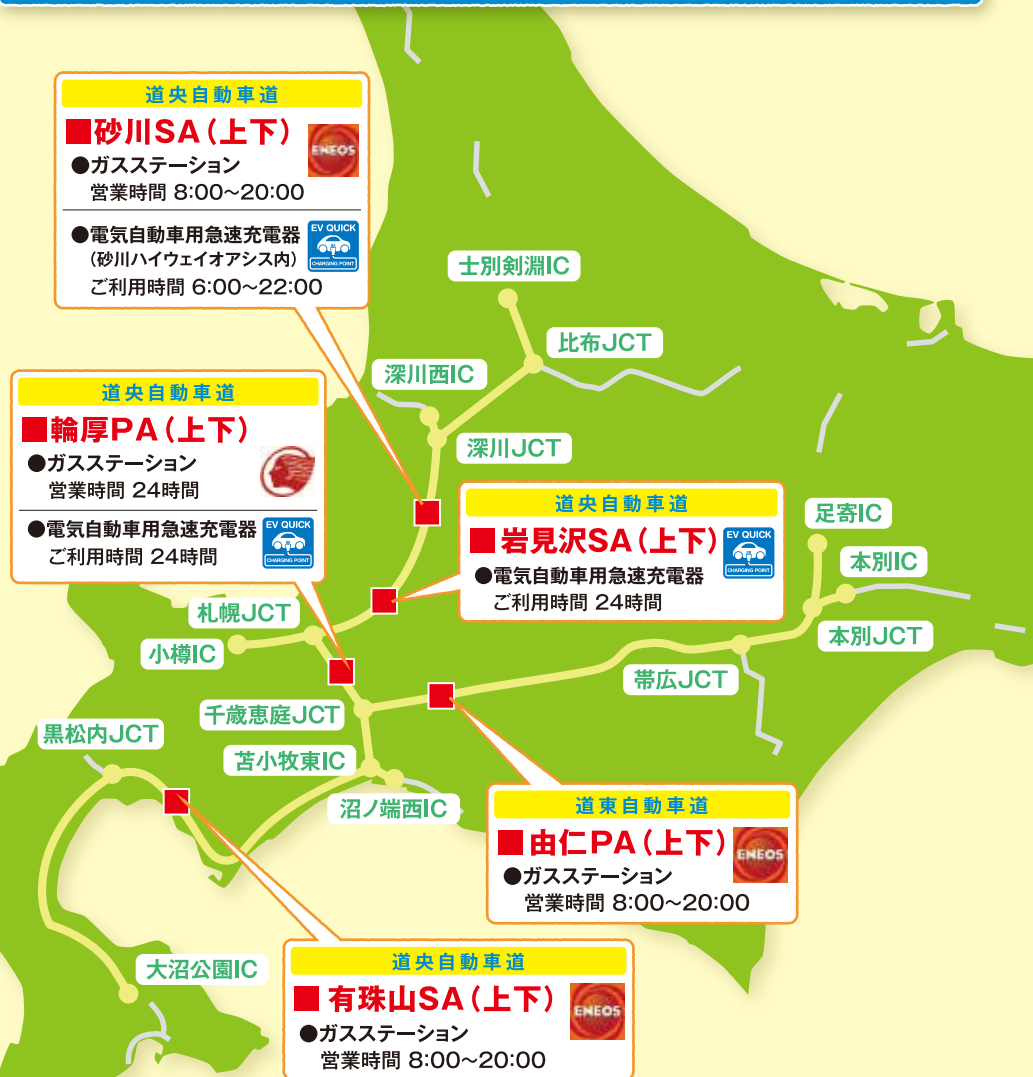 道央自動車道
■砂川SA(上下)
ENEOS
●ガスステーション
営業時間 8:00～20:00
●電気自動車用急速充電器
(砂川ハイウェイオアシス内)
ご利用時間 6:00～22:00
EV QUICK
CHARGING POINT
士別剣淵IC
比布JCT
深川西IC
深川JCT
道央自動車道
■輪厚PA(上下)
●ガスステーション
営業時間 24時間
●電気自動車用急速充電器
ご利用時間 24時間
EV QUICK
CHARGING POINT
道央自動車道
■岩見沢SA(上下)
●電気自動車用急速充電器
ご利用時間 24時間
EV QUICK
CHARGING POINT
足寄IC
本別IC
本別JCT
帯広JCT
札幌JCT
小樽IC
千歳恵庭JCT
黒松内JCT
苫小牧東IC
沼ノ端西IC
道東自動車道
■由仁PA(上下)
ENEOS
●ガスステーション
営業時間 8:00～20:00
大沼公園IC
道央自動車道
■有珠山SA(上下)
ENEOS
●ガスステーション
営業時間 8:00～20:00